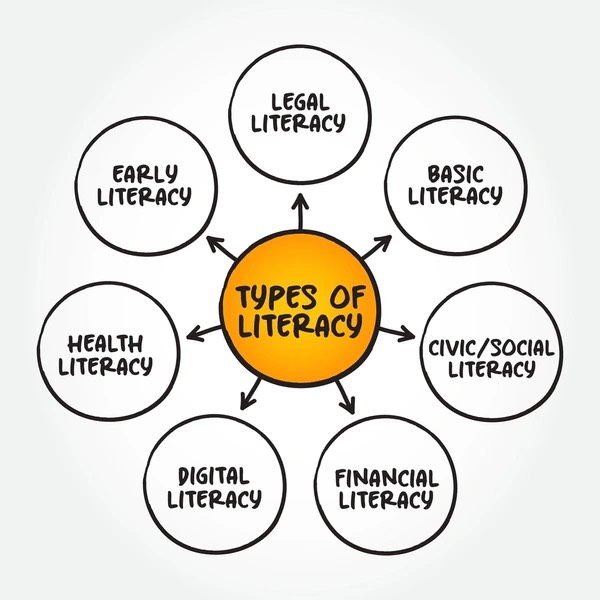 TYPES OF
LITERACY
LEGAL
LITERACY
BASIC
LITERACY
CIVIC/SOCIAL
LITERACY
FINANCIAL
LITERACY
DIGITAL
LITERACY
HEALTH
LITERACY
EARLY
LITERACY